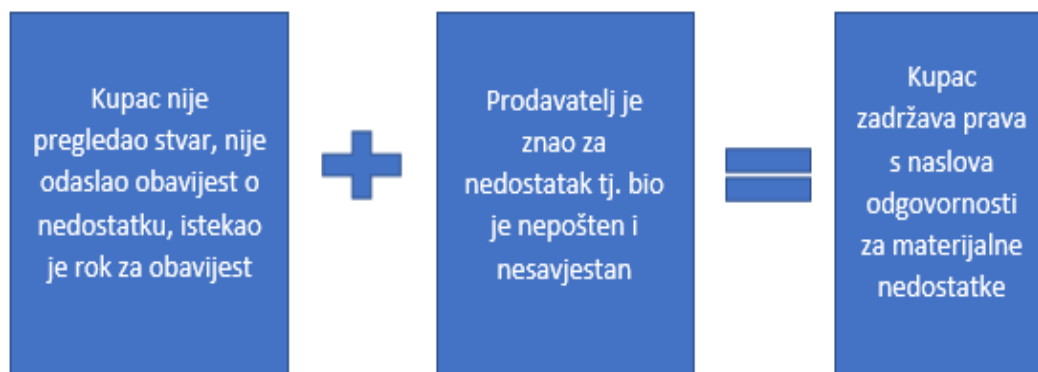 Kupac nije
pregledao stvar, nije
odaslao obavijest o
nedostatku, istekao
je rok za obavijest
Prodavatelj je
znao za
nedostatak tj. bio
je nepošten i
nesavjestan
Kupac
zadržava prava
s naslova
odgovornosti
za materijalne
nedostatke